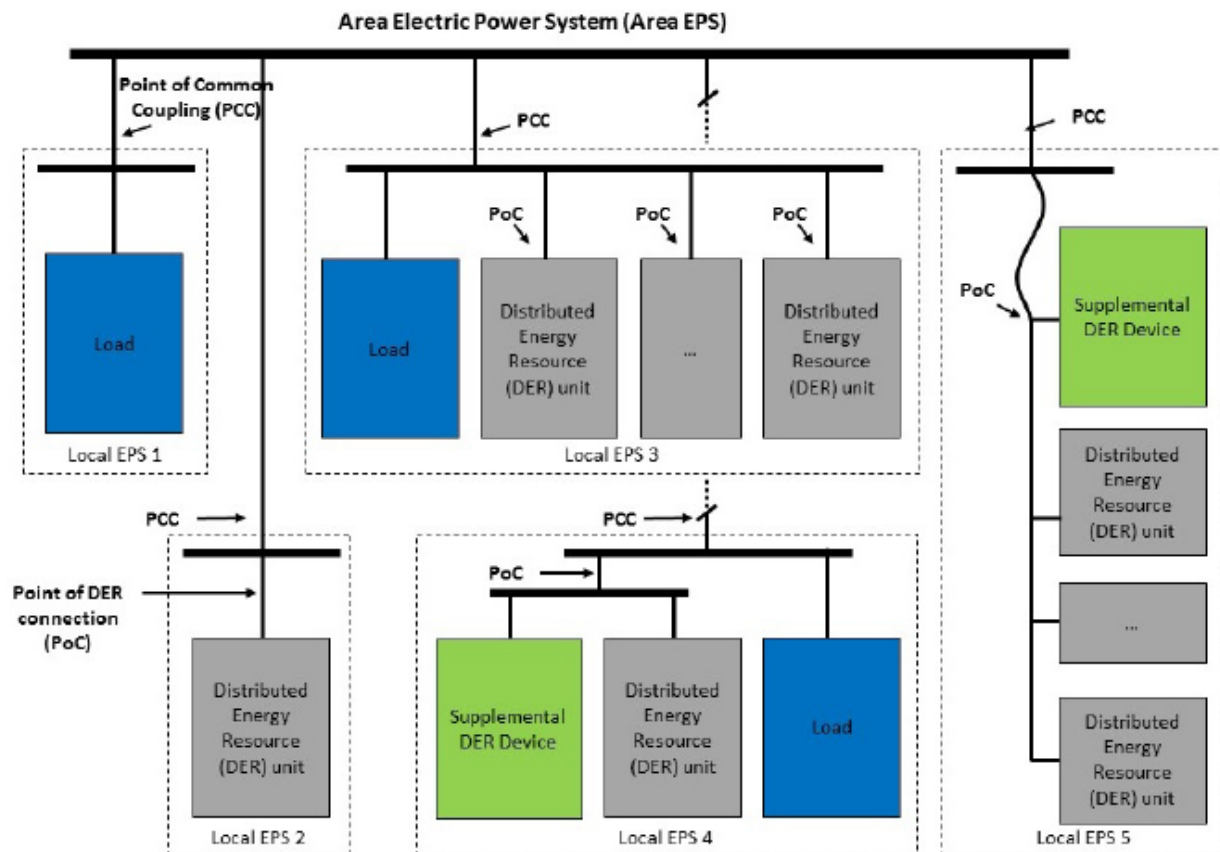 Area Electric Power System (Area EPS)
Point of Common
Coupling (PCC)
Load
Local EPS 1
PCC
Point of DER
connection
(PoC)
Distributed
Energy
Resource
(DER) unit
Local EPS 2
PCC
PoC
PoC
PoC
Load
Distributed
Energy
Resource
(DER) unit
...
Distributed
Energy
Resource
(DER) unit
Local EPS 3
PCC
PoC
Supplemental
DER Device
Distributed
Energy
Resource
(DER) unit
Load
Local EPS 4
PCC
PoC
Supplemental
DER Device
Distributed
Energy
Resource
(DER) unit
...
Distributed
Energy
Resource
(DER) unit
Local EPS 5